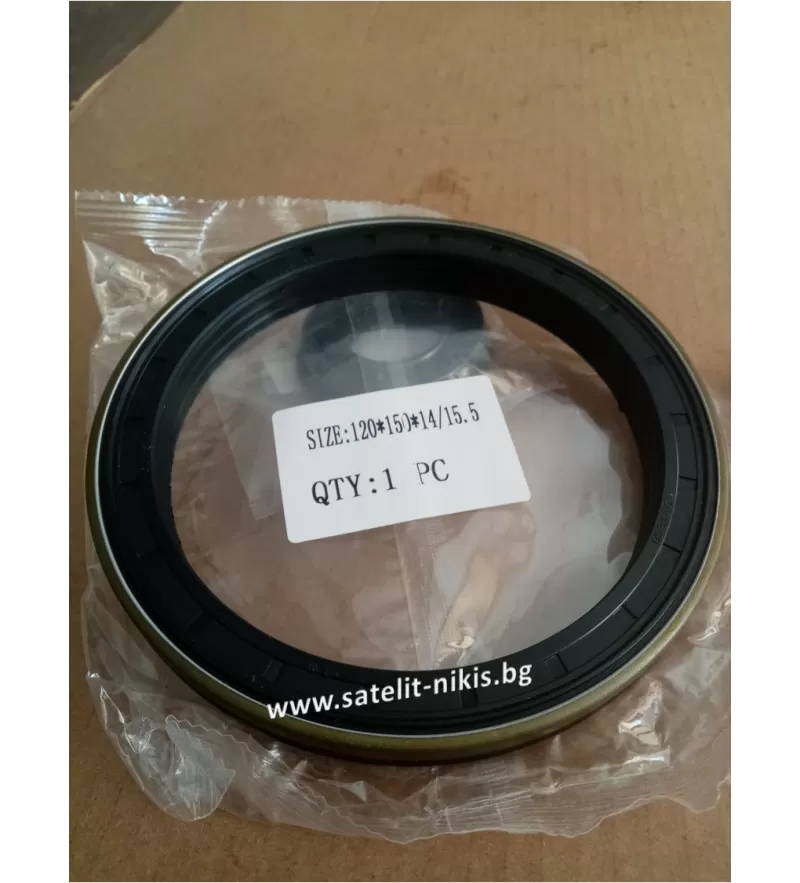 SIZE:120*150*14/15.5
QTY:1 PC
www.satelit-nikis.bg